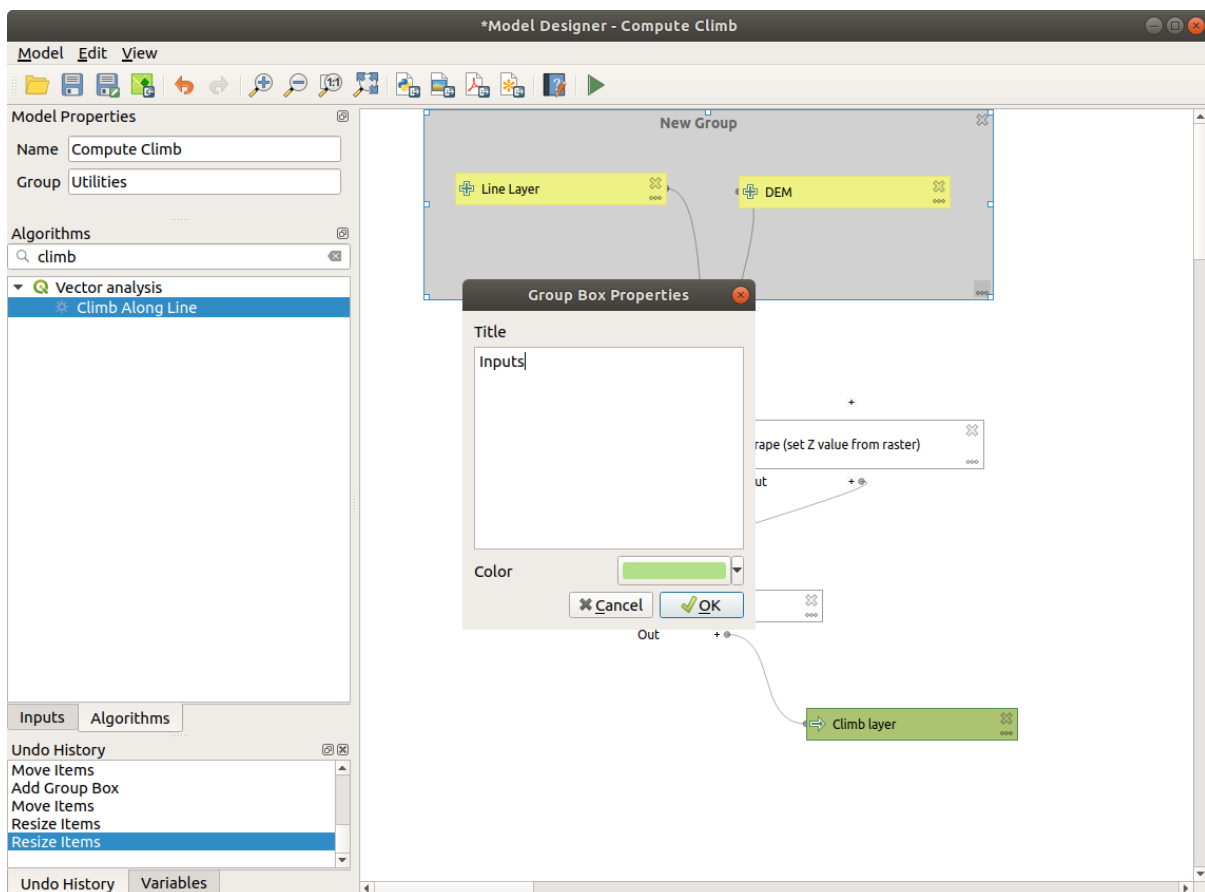 *Model Designer - Compute Climb
Model Edit View
1:1
Model Properties
Name Compute Climb
Group Utilities
Algorithms
climb
Vector analysis
Climb Along Line
Inputs Algorithms
Undo History
Move Items
Add Group Box
Move Items
Resize Items
Resize Items
Undo History Variables
New Group
Line Layer
DEM
Group Box Properties
Title
Inputs
Color
Cancel OK
+
rape (set Z value from raster)
ut +
Out +
Climb layer